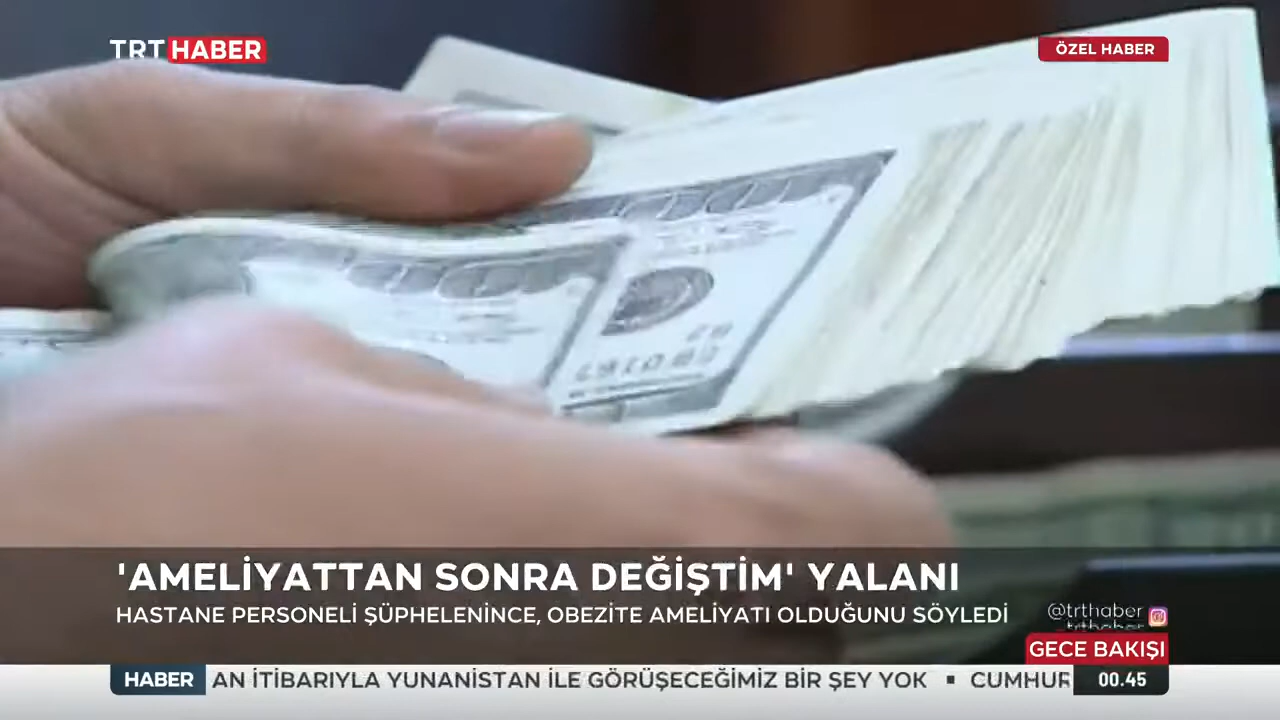 TRT HABER
ÖZEL HABER
'AMELİYATTAN SONRA DEĞİŞTİM' YALANI
HASTANE PERSONELİ ŞÜPHELENİNCE, OBEZİTE AMELİYATI OLDUĞUNU SÖYLEDİ
@trthaber
GECE BAKIŞI
HABER
AN İTİBARIYLA YUNANİSTAN İLE GÖRÜŞECEĞİMİZ BİR ŞEY YOK ▪ CUMHUR
00.45